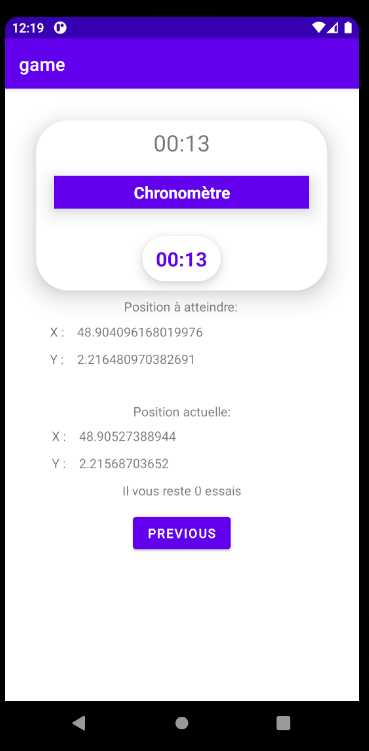 12:19
game
00:13
Chronomètre
00:13
Position à atteindre:
X : 48.904096168019976
Y : 2.216480970382691
Position actuelle:
X : 48.90527388944
Y : 2.21568703652
Il vous reste 0 essais
PREVIOUS